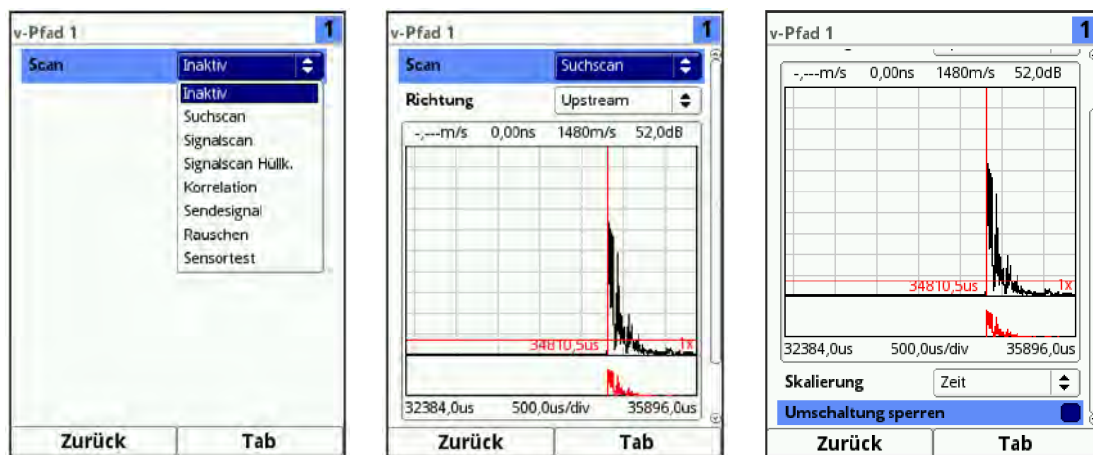 v-Pfad 1 1
Scan Inaktiv
Inaktiv
Suchscan
Signalscan
Signalscan Hüllk.
Korrelation
Sendesignal
Rauschen
Sensortest
Zurück Tab
v-Pfad 1 1
Scan Suchscan
Richtung Upstream
-,---m/s 0,00ns 1480m/s 52,0dB
34810,5us 1x
32384,0us 500,0us/div 35896,0us
Zurück Tab
v-Pfad 1 1
-,---m/s 0,00ns 1480m/s 52,0dB
34810,5us 1x
32384,0us 500,0us/div 35896,0us
Skalierung Zeit
Umschaltung sperren
Zurück Tab